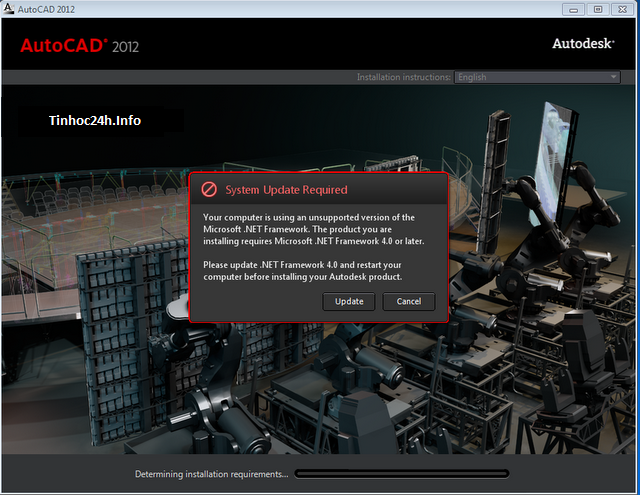 AutoCAD 2012
AutoCAD® 2012
Autodesk®
Installation instructions: English
Tinhoc24h.Info
System Update Required
Your computer is using an unsupported version of the
Microsoft .NET Framework. The product you are
installing requires Microsoft .NET Framework 4.0 or later.
Please update .NET Framework 4.0 and restart your
computer before installing your Autodesk product.
Update Cancel
Determining installation requirements...